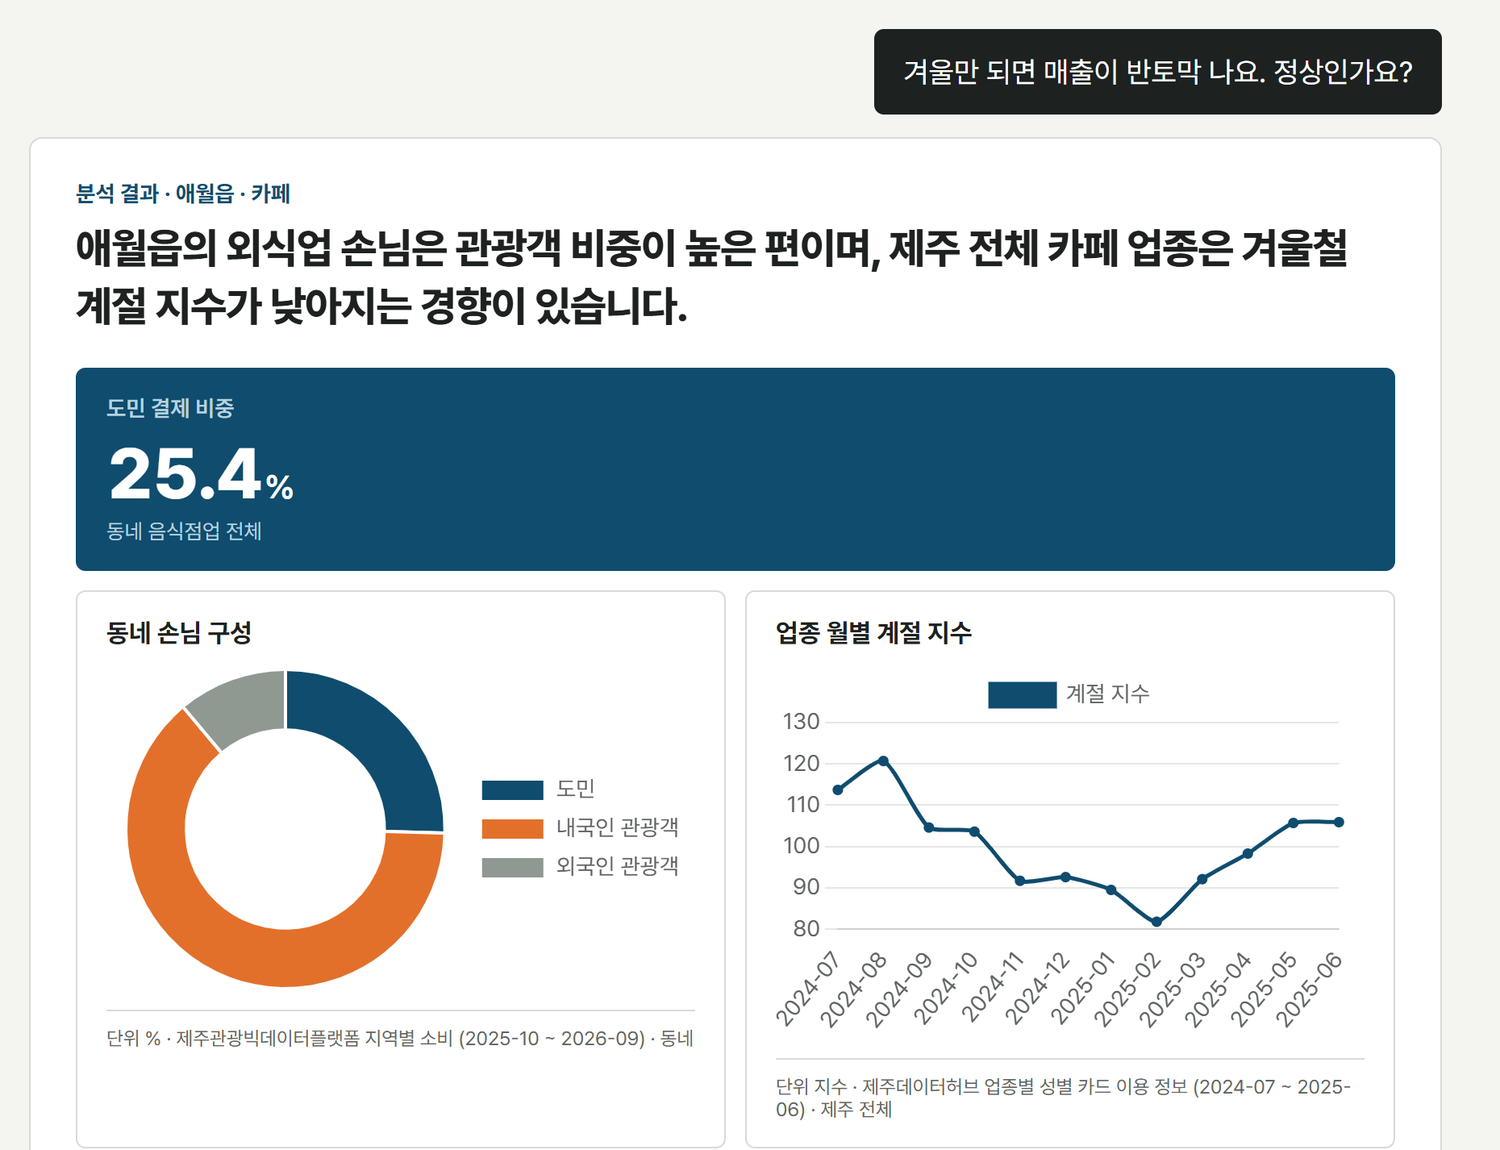 겨울만 되면 매출이 반토막 나요. 정상인가요?
분석 결과 · 애월읍 · 카페
애월읍의 외식업 손님은 관광객 비중이 높은 편이며, 제주 전체 카페 업종은 겨울철
계절 지수가 낮아지는 경향이 있습니다.
도민 결제 비중
25.4%
동네 음식점업 전체
동네 손님 구성
도민
내국인 관광객
외국인 관광객
단위 % · 제주관광빅데이터플랫폼 지역별 소비 (2025-10 ~ 2026-09) · 동네
업종 월별 계절 지수
계절 지수
130
120
110
100
90
80
2024-07
2024-08
2024-09
2024-10
2024-11
2024-12
2025-01
2025-02
2025-03
2025-04
2025-05
2025-06
단위 지수 · 제주데이터허브 업종별 성별 카드 이용 정보 (2024-07 ~ 2025-
06) · 제주 전체